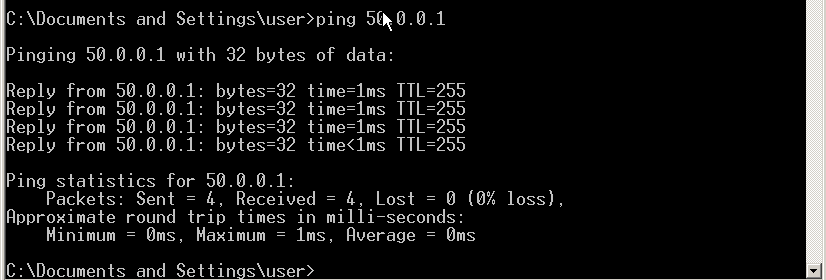 C:\Documents and Settings\user>ping 50.0.0.1
Pinging 50.0.0.1 with 32 bytes of data:
Reply from 50.0.0.1: bytes=32 time=1ms TTL=255
Reply from 50.0.0.1: bytes=32 time=1ms TTL=255
Reply from 50.0.0.1: bytes=32 time=1ms TTL=255
Reply from 50.0.0.1: bytes=32 time<1ms TTL=255
Ping statistics for 50.0.0.1:
    Packets: Sent = 4, Received = 4, Lost = 0 (0% loss),
Approximate round trip times in milli-seconds:
    Minimum = 0ms, Maximum = 1ms, Average = 0ms
C:\Documents and Settings\user>